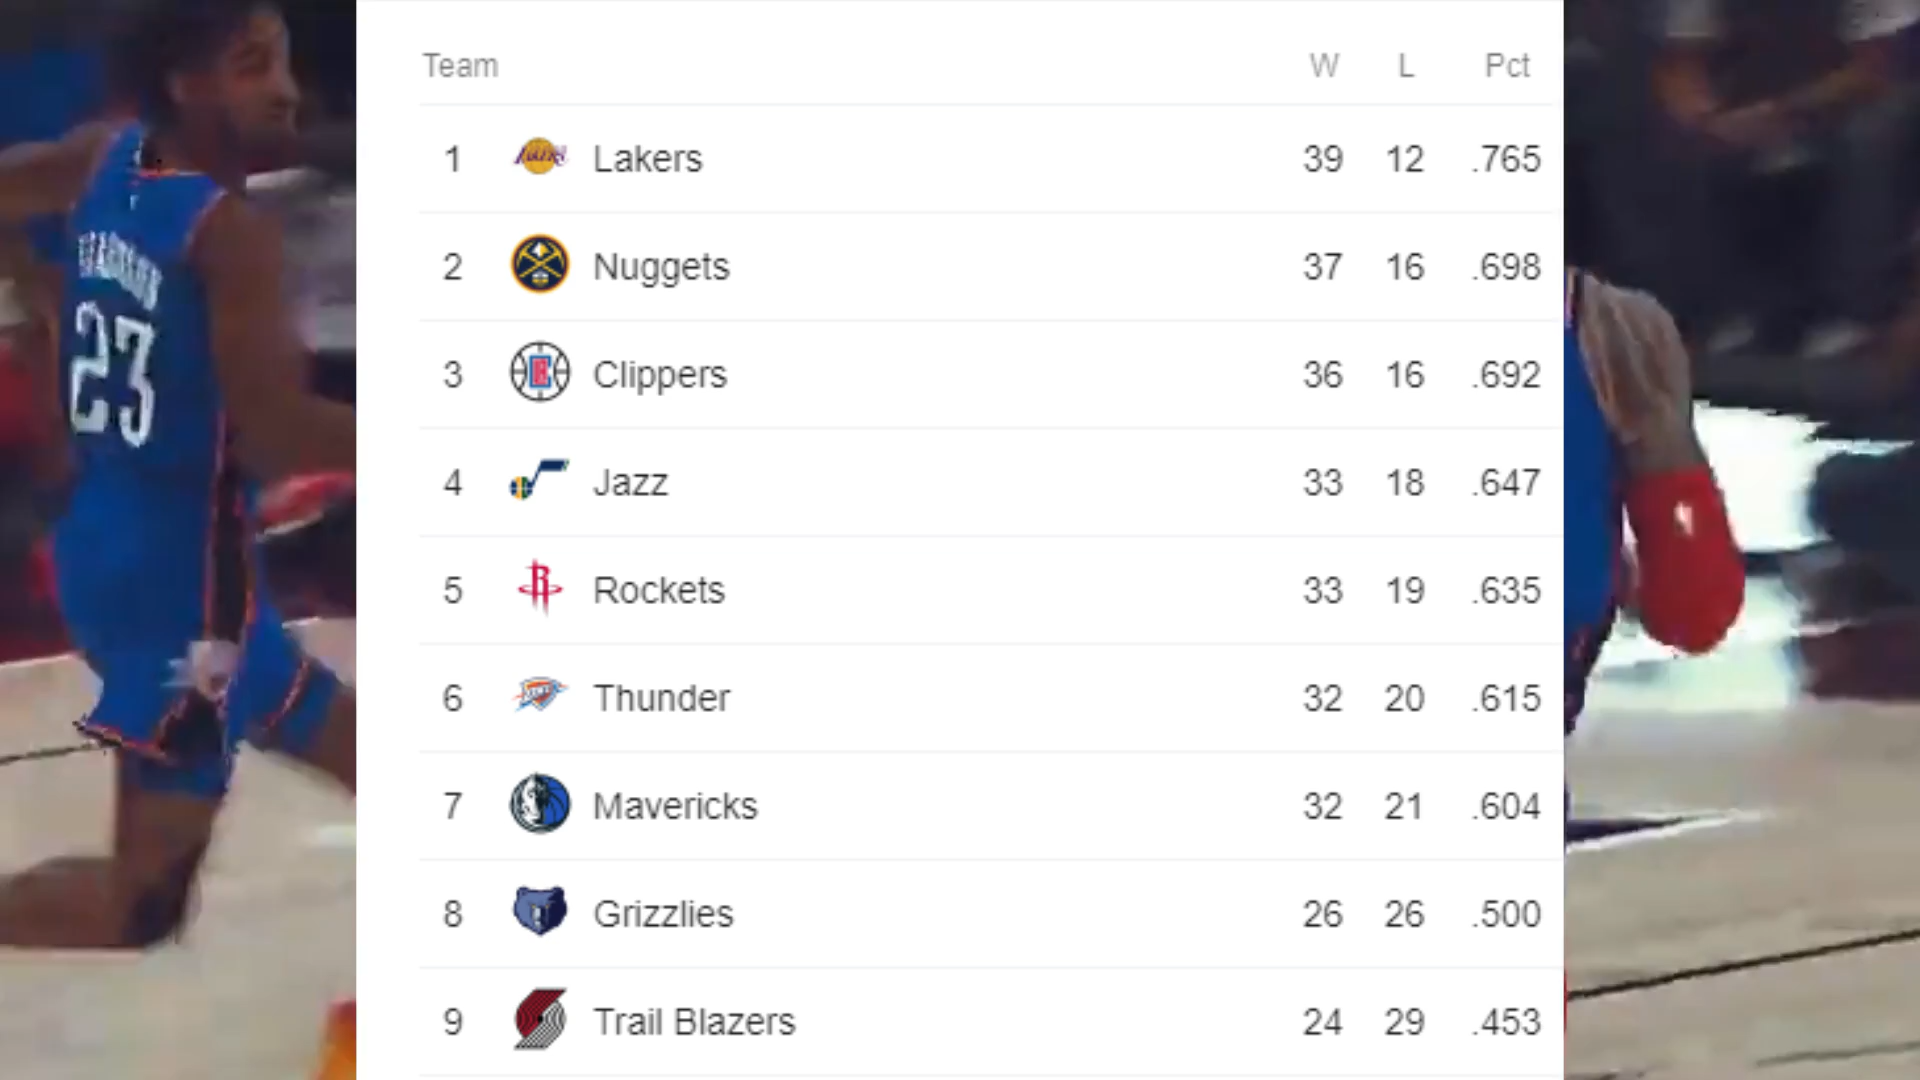 Team W L Pct
1 Lakers 39 12 .765
2 Nuggets 37 16 .698
3 Clippers 36 16 .692
4 Jazz 33 18 .647
5 Rockets 33 19 .635
6 Thunder 32 20 .615
7 Mavericks 32 21 .604
8 Grizzlies 26 26 .500
9 Trail Blazers 24 29 .453
23